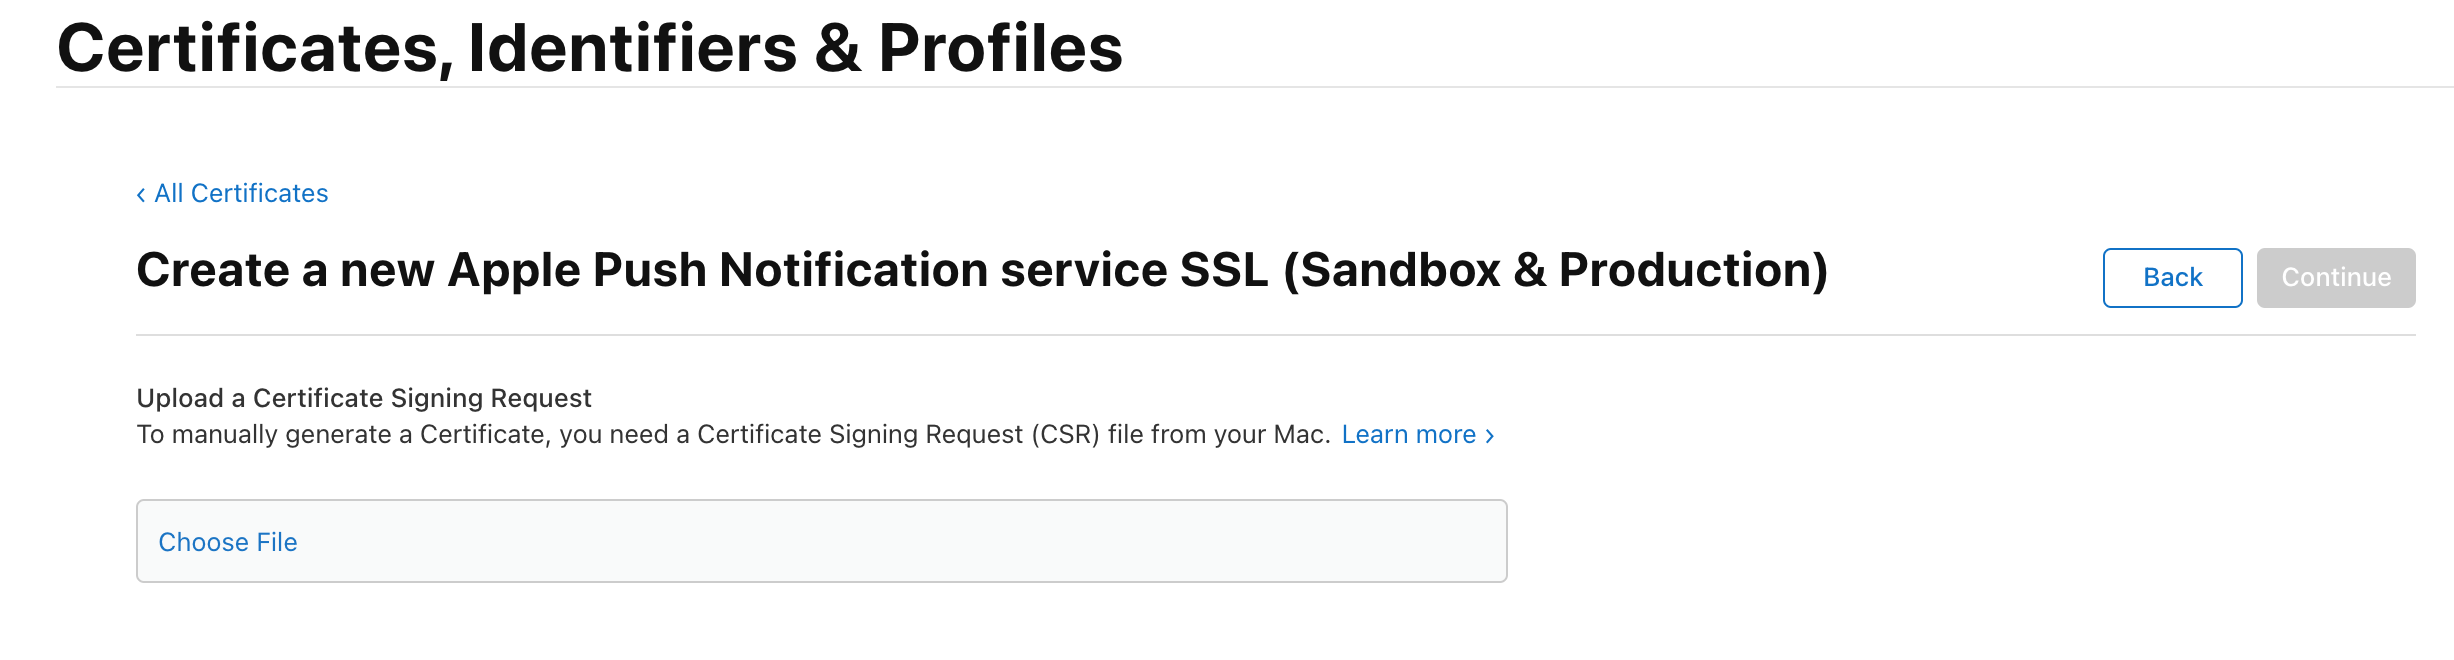 Certificates, Identifiers & Profiles
‹ All Certificates
Create a new Apple Push Notification service SSL (Sandbox & Production)
Back
Continue
Upload a Certificate Signing Request
To manually generate a Certificate, you need a Certificate Signing Request (CSR) file from your Mac. Learn more ›
Choose File